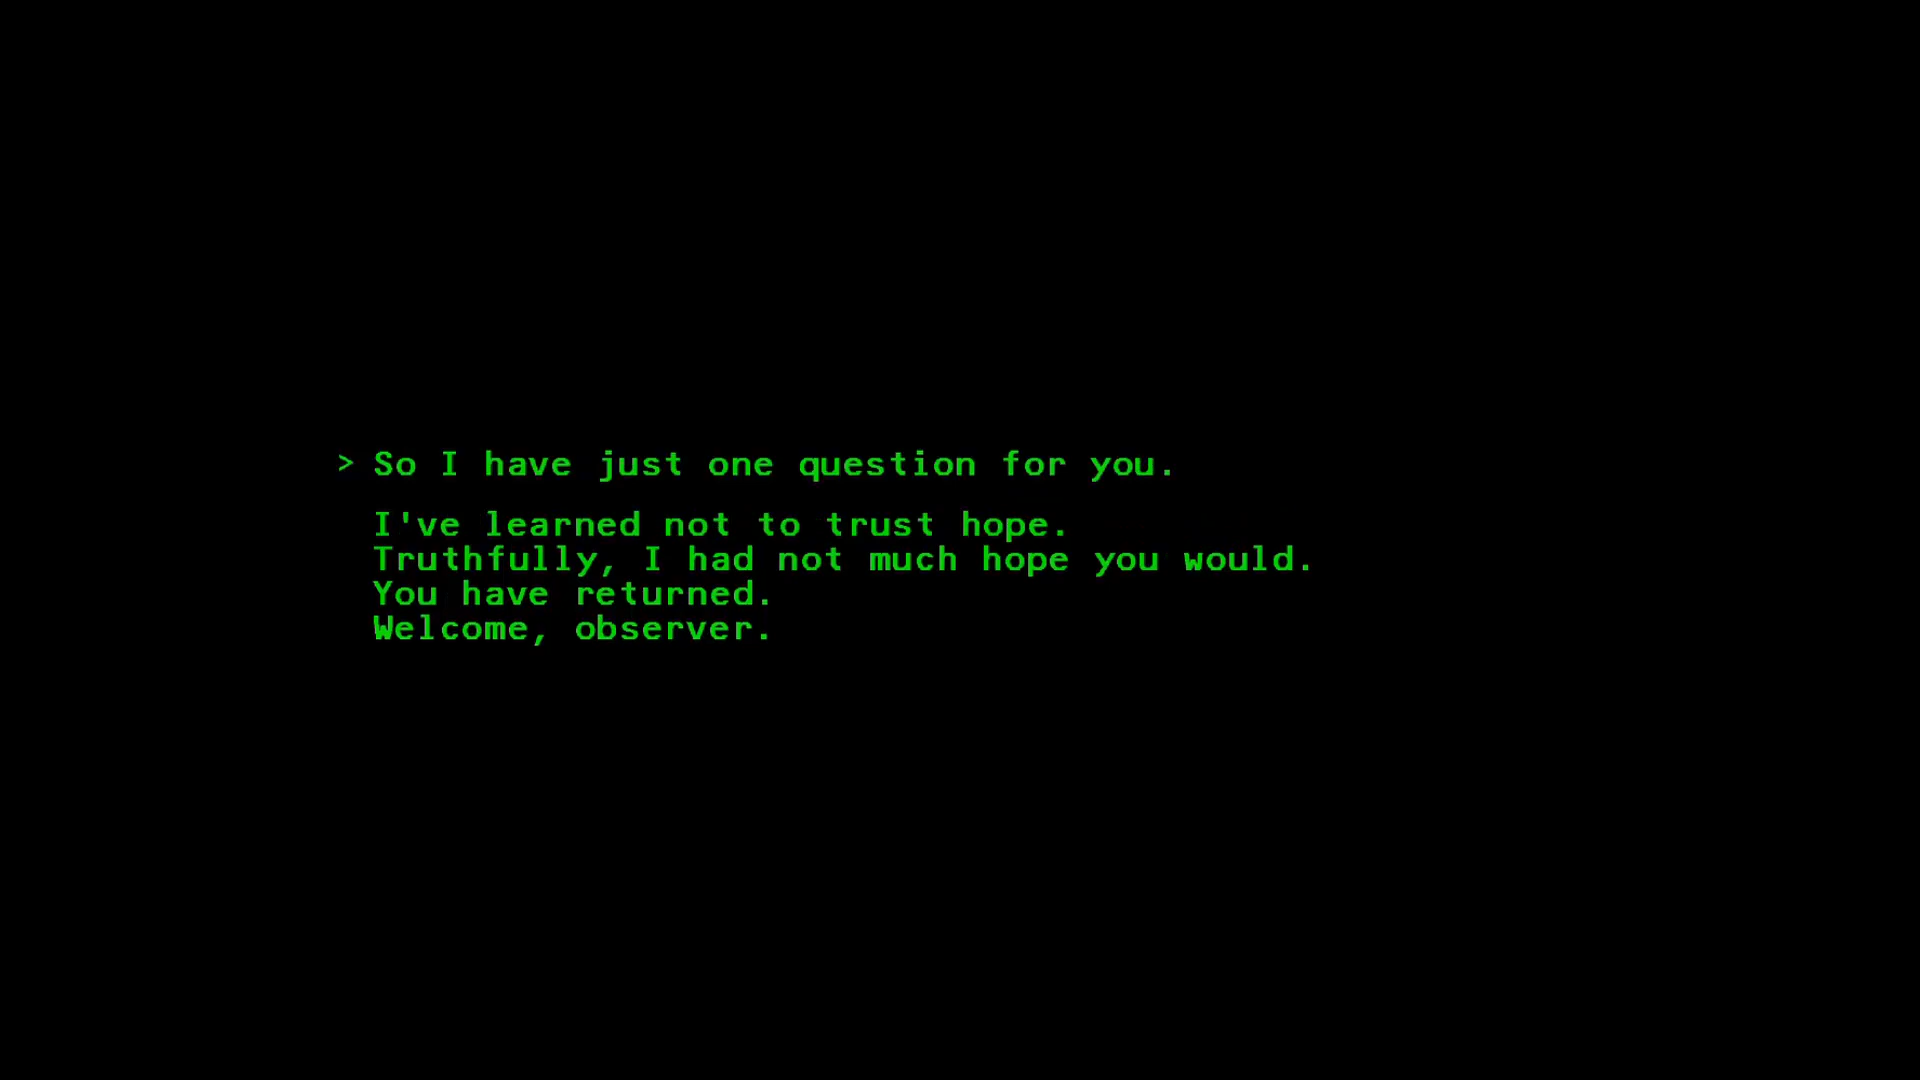 > So I have just one question for you.
I've learned not to trust hope.
Truthfully, I had not much hope you would.
You have returned.
Welcome, observer.